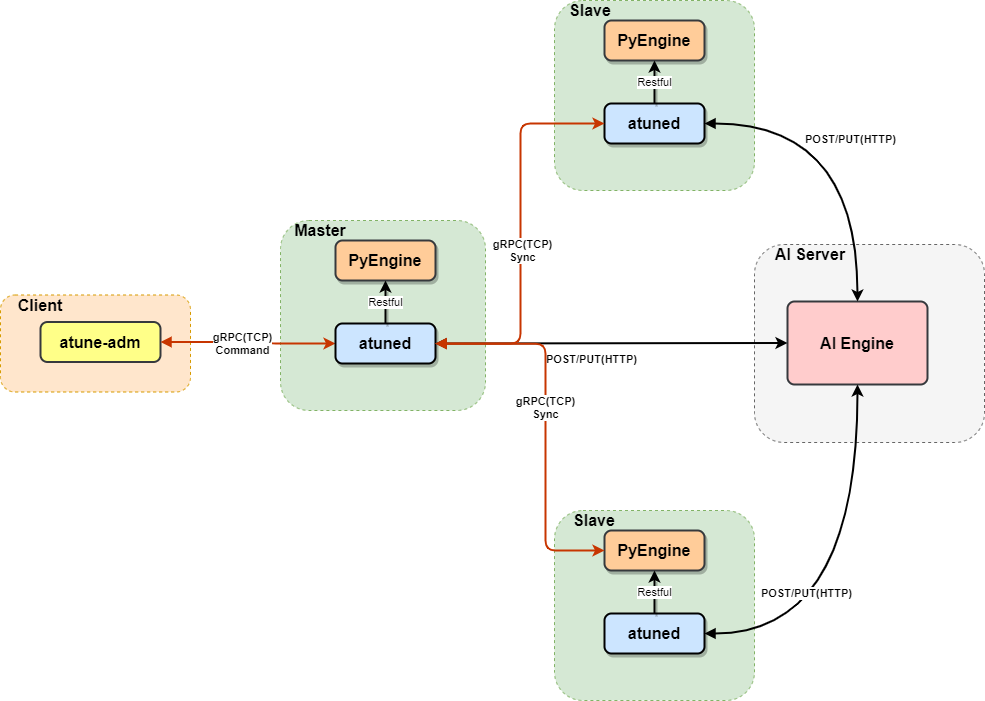 Slave
PyEngine
Restful
atuned
POST/PUT(HTTP)
gRPC(TCP)
Sync
Master
PyEngine
Restful
atuned
AI Server
AI Engine
Client
atune-adm
gRPC(TCP)
Command
POST/PUT(HTTP)
gRPC(TCP)
Sync
Slave
PyEngine
Restful
atuned
POST/PUT(HTTP)